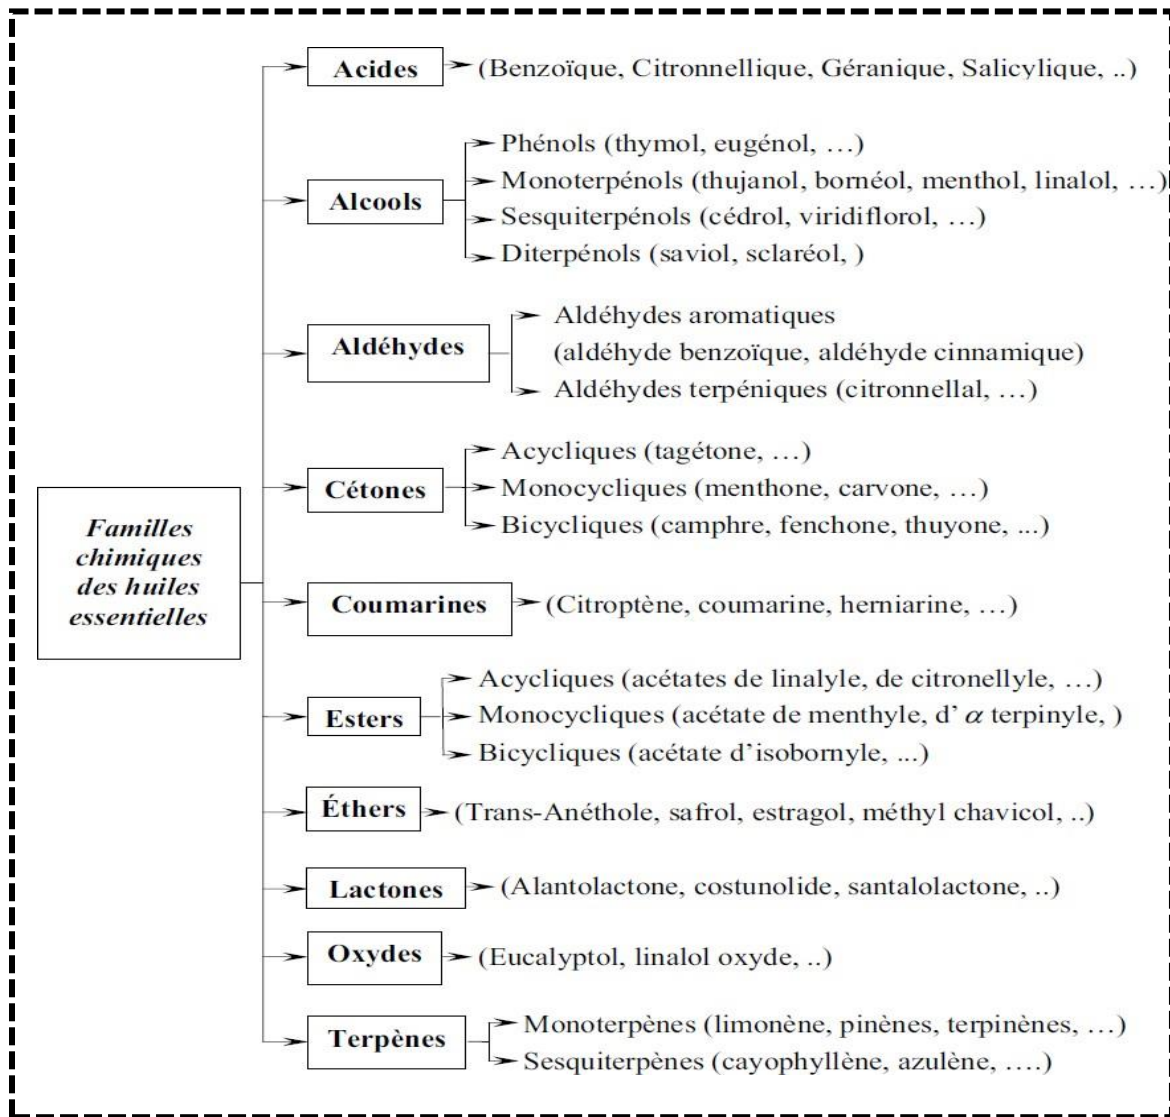 Acides
(Benzoïque, Citronnellique, Géranique, Salicylique, ..)
Alcools
Phénols (thymol, eugénol, …)
Monoterpénols (thujanol, bornéol, menthol, linalol, …)
Sesquiterpénols (cédrol, viridiflorol, …)
Diterpénols (saviol, sclaréol, )
Aldéhydes
Aldéhydes aromatiques
(aldéhyde benzoïque, aldéhyde cinnamique)
Aldéhydes terpéniques (citronnellal, …)
Cétones
Acycliques (tagétone, …)
Monocycliques (menthone, carvone, …)
Bicycliques (camphre, fenchone, thuyone, ...)
Familles
chimiques
des huiles
essentielles
Coumarines
(Citroptène, coumarine, herniarine, …)
Esters
Acycliques (acétates de linalyle, de citronellyle, …)
Monocycliques (acétate de menthyle, d' α terpinyle, )
Bicycliques (acétate d'isobornyle, ...)
Éthers
(Trans-Anéthole, safrol, estragol, méthyl chavicol, ..)
Lactones
(Alantolactone, costunolide, santalolactone, ..)
Oxydes
(Eucalyptol, linalol oxyde, ..)
Terpènes
Monoterpènes (limonène, pinènes, terpinènes, …)
Sesquiterpènes (cayophyllène, azulène, ….)